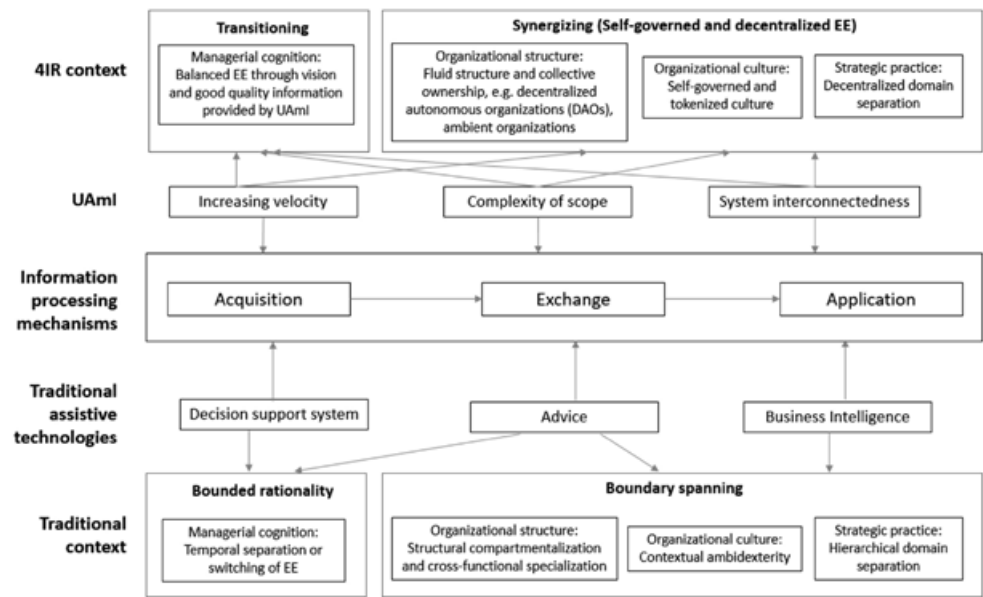 4IR context
Transitioning
Managerial cognition:
Balanced EE through vision
and good quality information
provided by UAmI
Synergizing (Self-governed and decentralized EE)
Organizational structure:
Fluid structure and collective
ownership, e.g. decentralized
autonomous organizations (DAOs),
ambient organizations
Organizational culture:
Self-governed and
tokenized culture
Strategic practice:
Decentralized domain
separation
UAmI
Increasing velocity
Complexity of scope
System interconnectedness
Information
processing
mechanisms
Acquisition
Exchange
Application
Traditional
assistive
technologies
Decision support system
Advice
Business Intelligence
Traditional
context
Bounded rationality
Managerial cognition:
Temporal separation or
switching of EE
Boundary spanning
Organizational structure:
Structural compartmentalization
and cross-functional specialization
Organizational culture:
Contextual ambidexterity
Strategic practice:
Hierarchical domain
separation